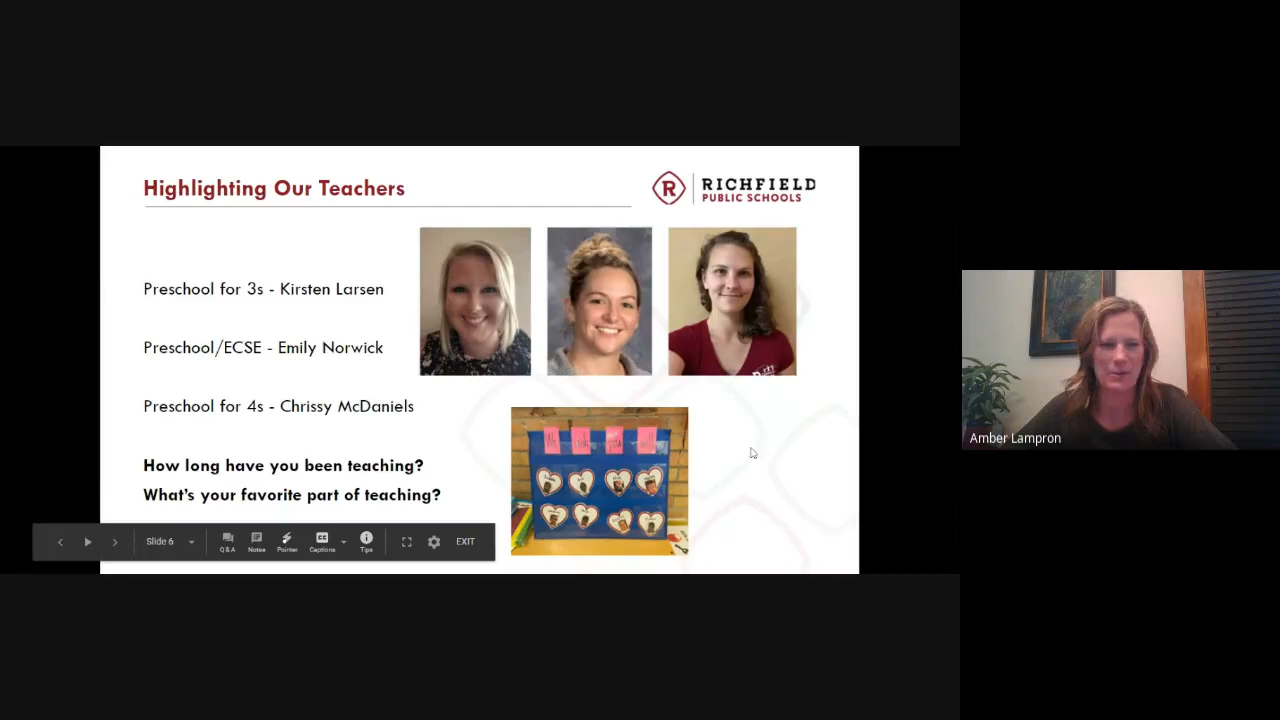 Highlighting Our Teachers
R RICHFIELD
PUBLIC SCHOOLS
Preschool for 3s - Kirsten Larsen
Preschool/ECSE - Emily Norwick
Preschool for 4s - Chrissy McDaniels
How long have you been teaching?
What's your favorite part of teaching?
Slide 6
Q & A
Notes
Pointer
Captions
Tips
EXIT
Amber Lampron